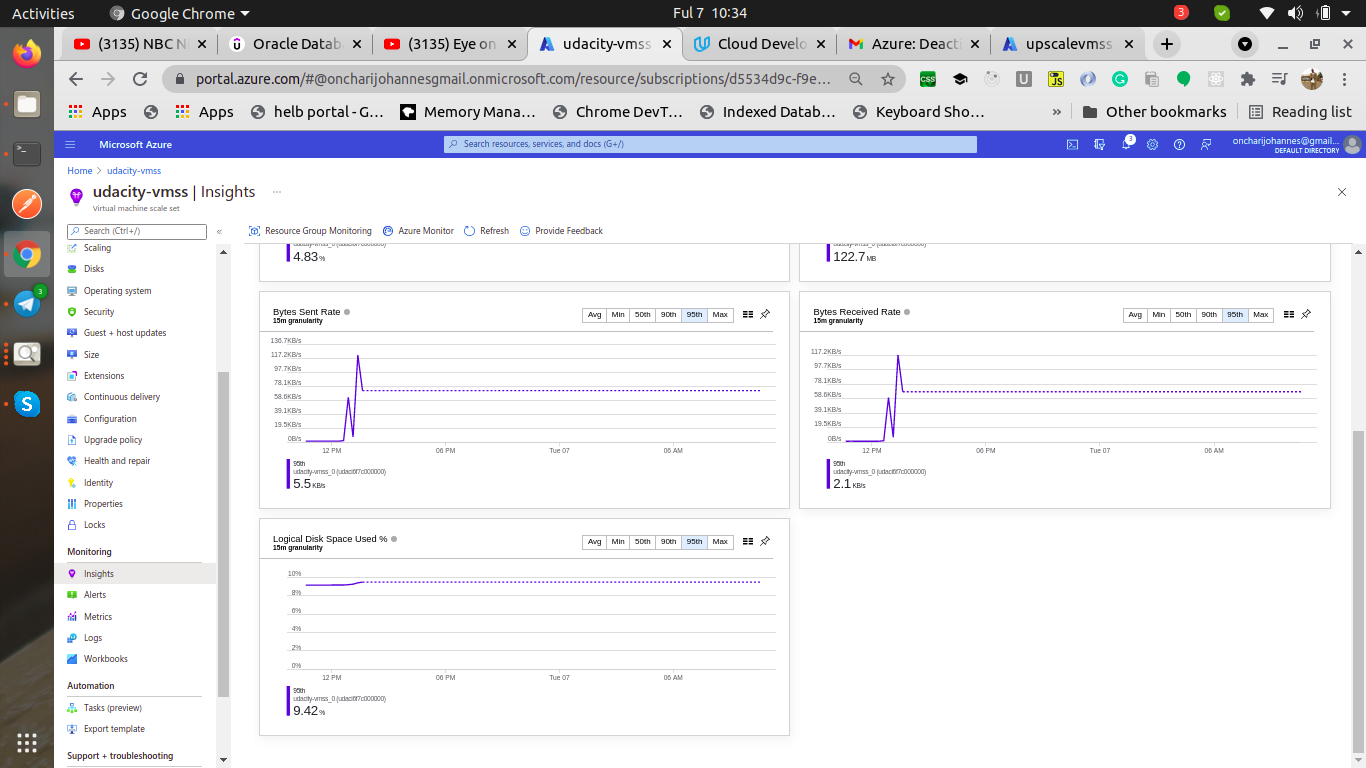 Activities
Google Chrome
Ful 7 10:34
3
(3135) NBC N
Oracle Datab
(3135) Eye on
udacity-vmss
Cloud Develo
Azure: Deacti
upscalevmss
portal.azure.com/#@oncharijohannesgmail.onmicrosoft.com/resource/subscriptions/d5534d9c-f9e...
Apps
Apps
helb portal - G...
Memory Mana...
Chrome DevT...
Indexed Datab...
Keyboard Sho...
»
Other bookmarks
Reading list
Microsoft Azure
Search resources, services, and docs (G+/)
3
oncharijohannes@gmail....
DEFAULT DIRECTORY
Home > udacity-vmss
udacity-vmss | Insights ...
Virtual machine scale set
Search (Ctrl+/)
«
Resource Group Monitoring
Azure Monitor
Refresh
Provide Feedback
Scaling
Disks
Operating system
Security
Guest + host updates
Size
Extensions
Continuous delivery
Configuration
Upgrade policy
Health and repair
Identity
Properties
Locks
Monitoring
Insights
Alerts
Metrics
Logs
Workbooks
Automation
Tasks (preview)
Export template
Support + troubleshooting
4.83 %
122.7 MB
Bytes Sent Rate
15m granularity
Avg Min 50th 90th 95th Max
136.7KB/s
117.2KB/s
97.7KB/s
78.1KB/s
58.6KB/s
39.1KB/s
19.5KB/s
0B/s
12 PM 06 PM Tue 07 06 AM
95th
udacity-vmss_0 (udacit6f7c000000)
5.5 KB/s
Bytes Received Rate
15m granularity
Avg Min 50th 90th 95th Max
117.2KB/s
97.7KB/s
78.1KB/s
58.6KB/s
39.1KB/s
19.5KB/s
0B/s
12 PM 06 PM Tue 07 06 AM
95th
udacity-vmss_0 (udacit6f7c000000)
2.1 KB/s
Logical Disk Space Used %
15m granularity
Avg Min 50th 90th 95th Max
10%
8%
6%
4%
2%
0%
12 PM 06 PM Tue 07 06 AM
95th
udacity-vmss_0 (udacit6f7c000000)
9.42 %